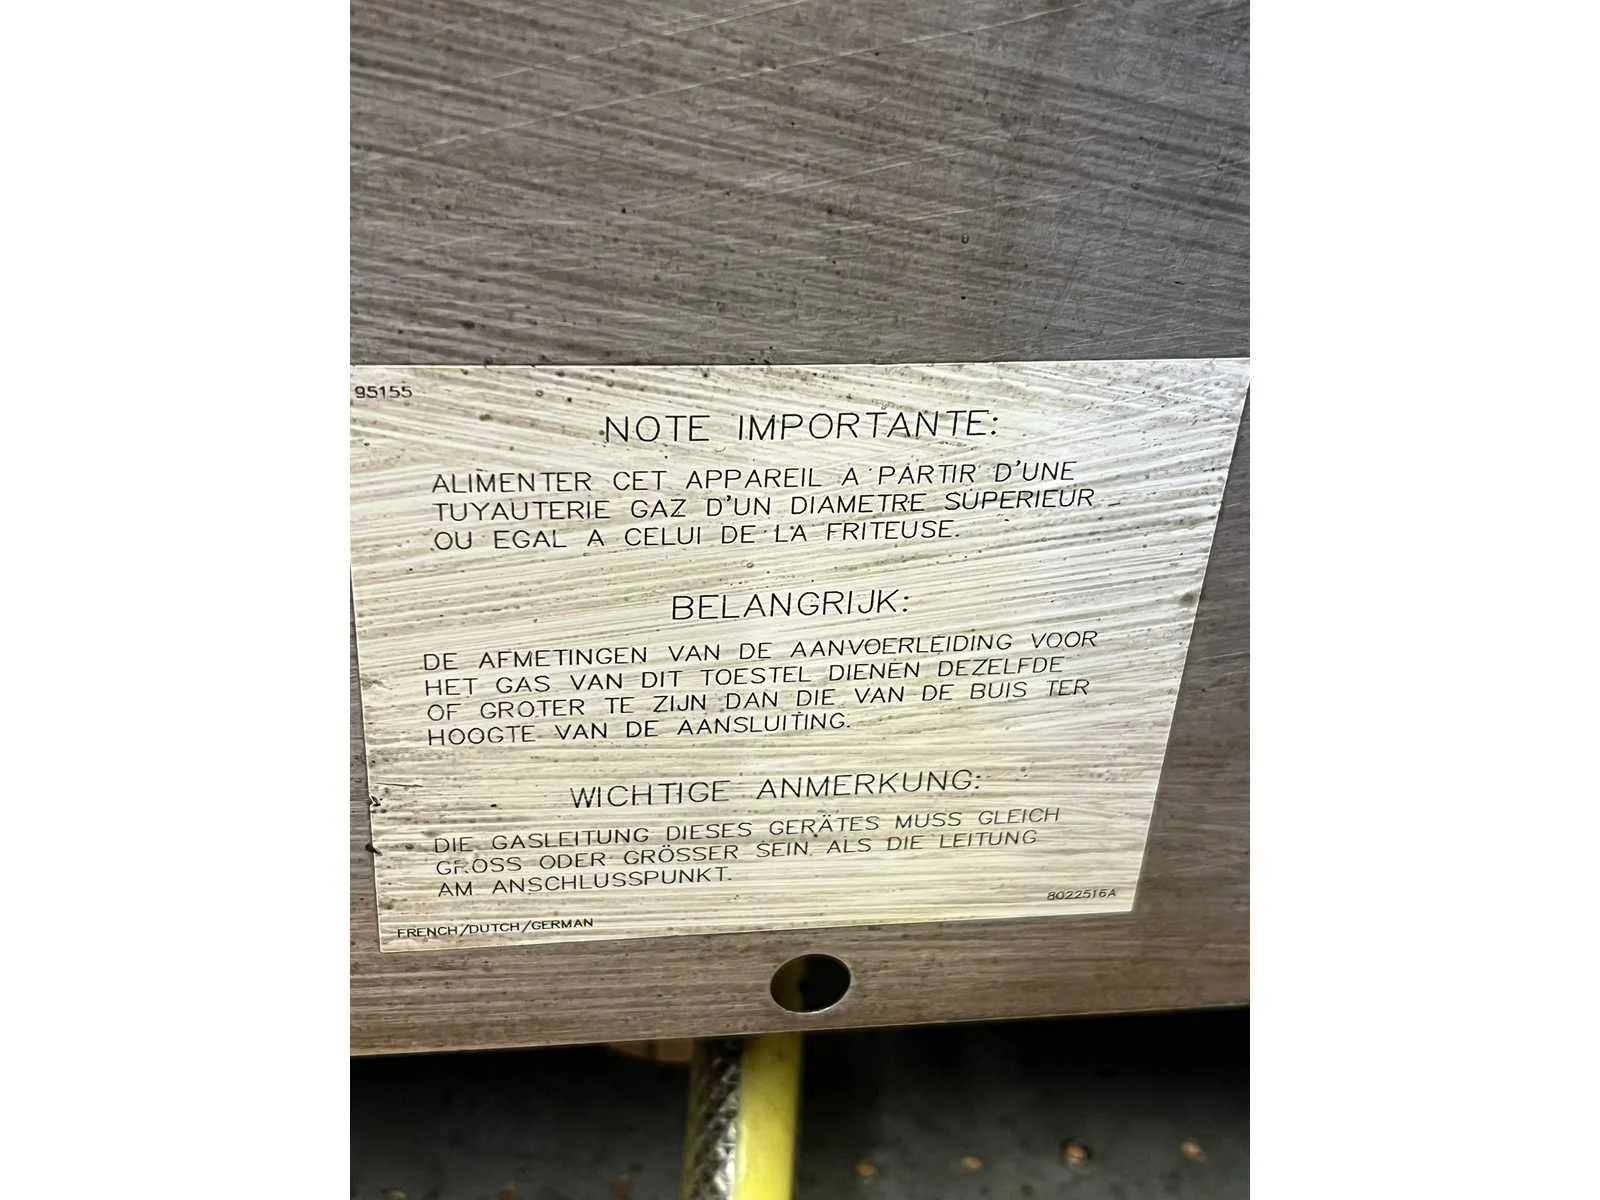 95155
NOTE IMPORTANTE:
ALIMENTER CET APPAREIL A PARTIR D'UNE
TUYAUTERIE GAZ D'UN DIAMETRE SUPERIEUR
OU EGAL A CELUI DE LA FRITEUSE.
BELANGRIJK:
DE AFMETINGEN VAN DE AANVOERLEIDING VOOR
HET GAS VAN DIT TOESTEL DIENEN DEZELFDE
OF GROTER TE ZIJN DAN DIE VAN DE BUIS TER
HOOGTE VAN DE AANSLUITING.
WICHTIGE ANMERKUNG:
DIE GASLEITUNG DIESES GERÄTES MUSS GLEICH
GROSS ODER GRÖSSER SEIN ALS DIE LEITUNG
AM ANSCHLUSSPUNKT.
8022516A
FRENCH/DUTCH/GERMAN